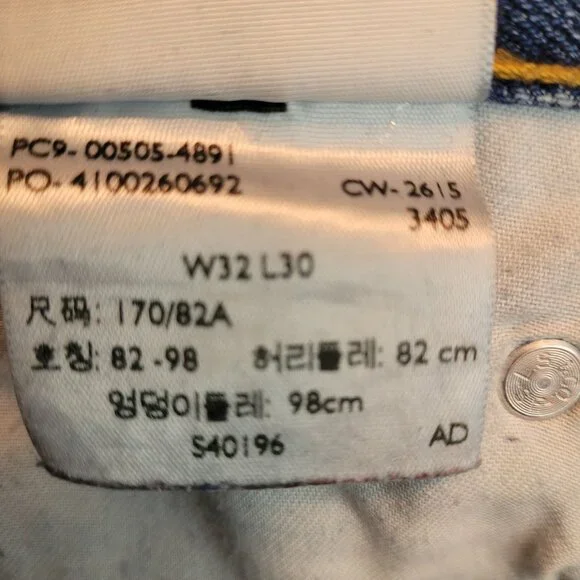 PC9- 00505-4891
PO- 4100260692
CW- 2615
3405
W32 L30
尺码: 170/82A
호칭: 82 -98 허리둘레: 82 cm
엉덩이둘레: 98cm
S40196 AD